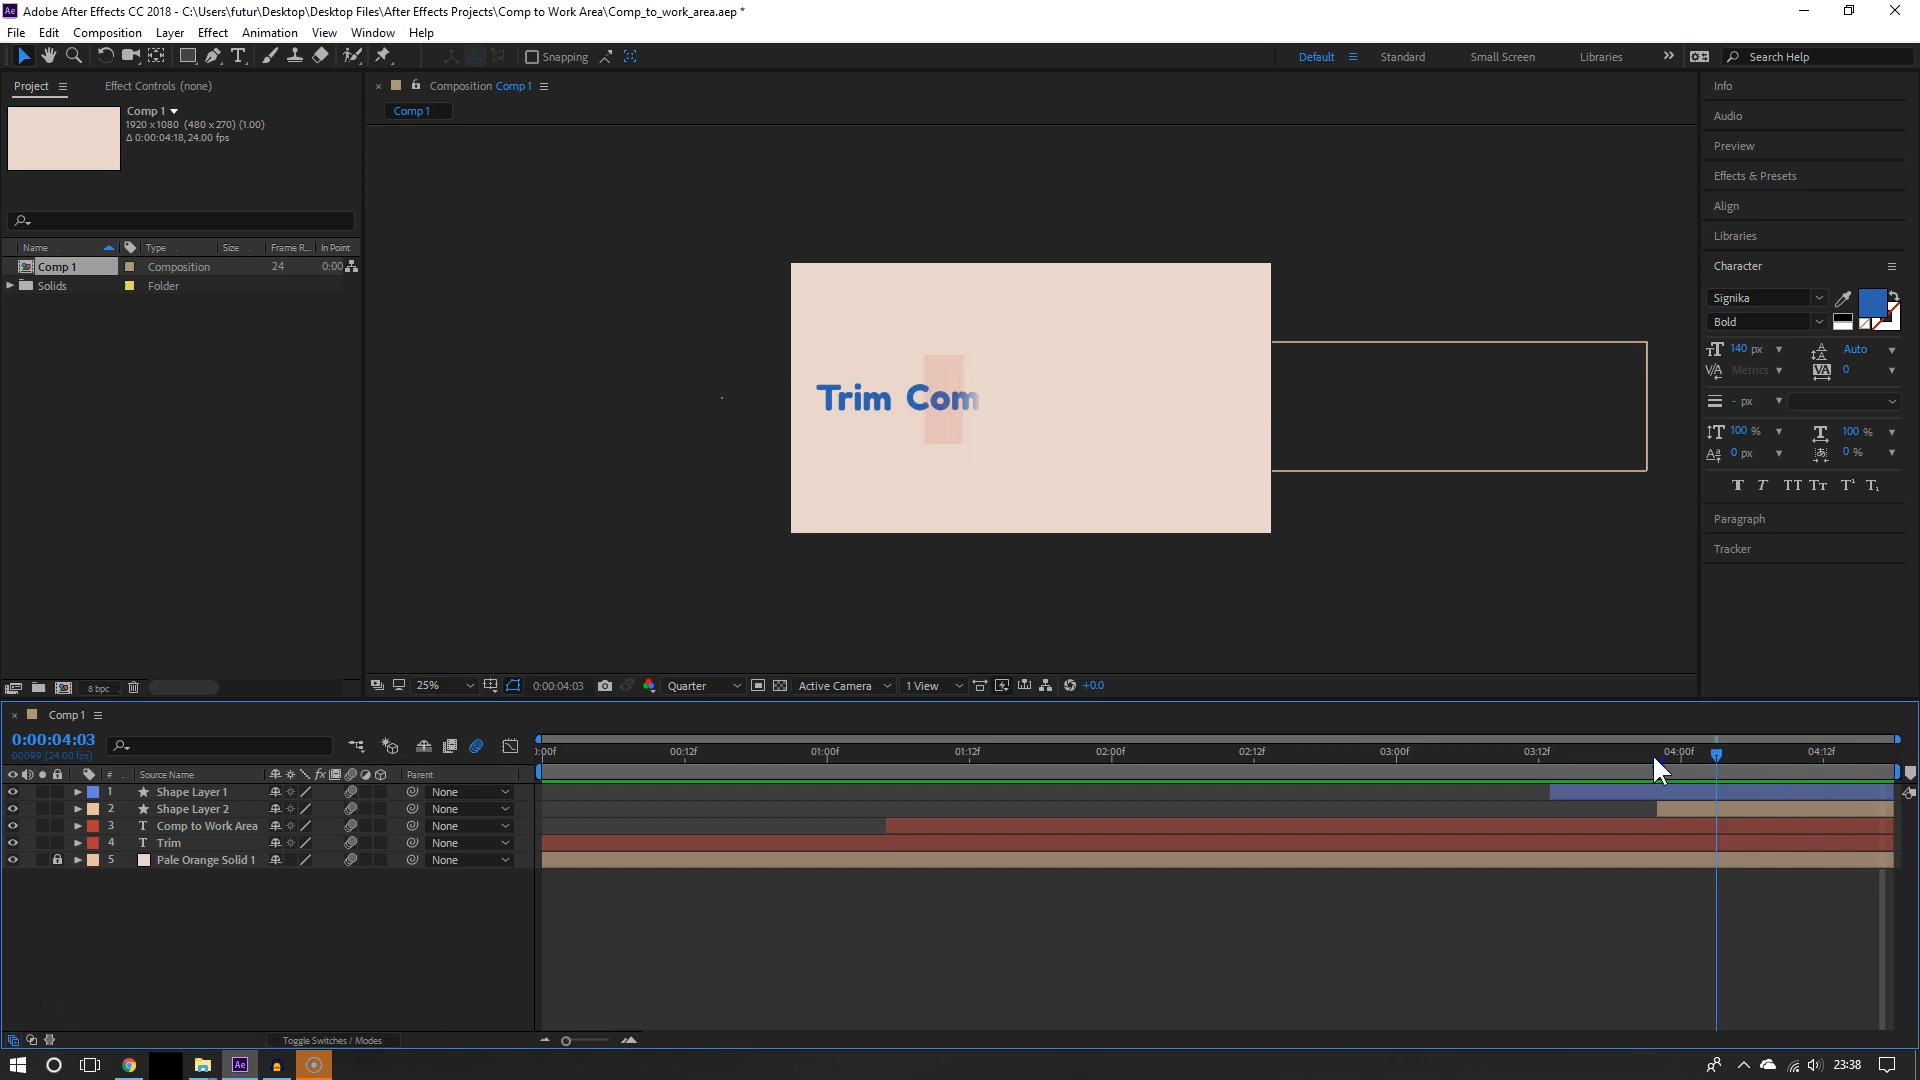 Adobe After Effects CC 2018 - C:\Users\futur\Desktop\Desktop Files\After Effects Projects\Comp to Work Area\Comp_to_work_area.aep *
File Edit Composition Layer Effect Animation View Window Help
Snapping Default Standard Small Screen Libraries Search Help
Project Effect Controls (none) Composition Comp 1 Info
Comp 1
1920 x 1080 (480 x 270) (1.00)
Δ 0:00:04:18, 24.00 fps
Comp 1
Audio
Preview
Effects & Presets
Align
Libraries
Character
Name Type Size Frame R... In Point
Comp 1 Composition 24 0:00
Solids Folder
Signika
Bold
140 px Auto
Metrics 0
- px
100 % 100 %
0 px 0 %
T T TT Tт T¹ T₁
Paragraph
Tracker
Trim Com
8 bpc 25% 0:00:04:03 Quarter Active Camera 1 View +0.0
Comp 1
0:00:04:03
00099 (24.00 fps)
):00f 00:12f 01:00f 01:12f 02:00f 02:12f 03:00f 03:12f 04:00f 04:12f
# Source Name fx Parent
1 Shape Layer 1 None
2 Shape Layer 2 None
3 T Comp to Work Area None
4 T Trim None
5 Pale Orange Solid 1 None
Toggle Switches / Modes
Ae 23:38